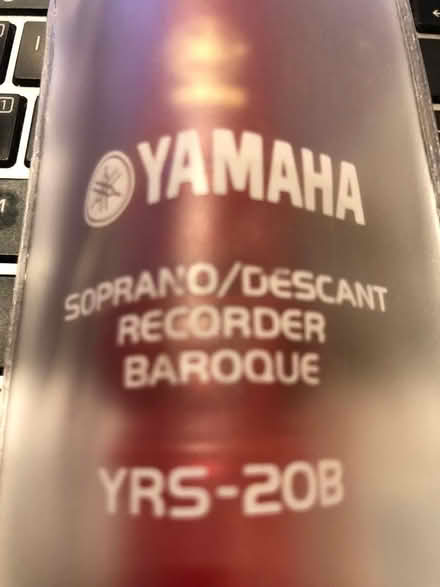 YAMAHA
SOPRANO/DESCANT
RECORDER
BAROQUE
YRS-20B